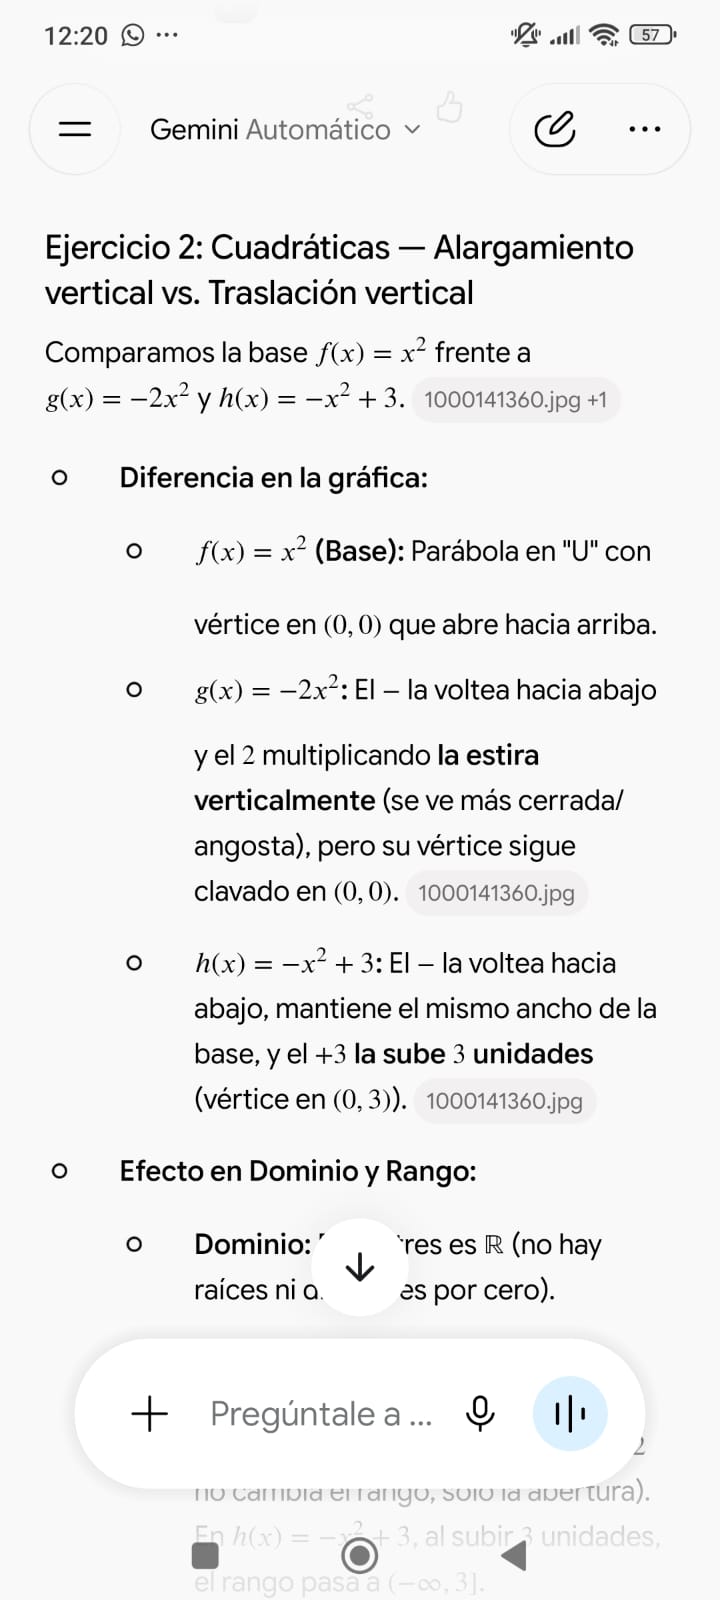 12:20
57
Gemini Automático
Ejercicio 2: Cuadráticas — Alargamiento
vertical vs. Traslación vertical
Comparamos la base f(x) = x² frente a
g(x) = −2x² y h(x) = −x² + 3. 1000141360.jpg +1
Diferencia en la gráfica:
f(x) = x² (Base): Parábola en "U" con
vértice en (0, 0) que abre hacia arriba.
g(x) = −2x²: El – la voltea hacia abajo
y el 2 multiplicando la estira
verticalmente (se ve más cerrada/
angosta), pero su vértice sigue
clavado en (0, 0). 1000141360.jpg
h(x) = −x² + 3: El – la voltea hacia
abajo, mantiene el mismo ancho de la
base, y el +3 la sube 3 unidades
(vértice en (0, 3)). 1000141360.jpg
Efecto en Dominio y Rango:
Dominio: es ℝ (no hay
raíces ni por cero).
Pregúntale a ...
2
no cambia el rango, solo la abertura).
En h(x) = −x² + 3, al subir 3 unidades,
el rango pasa a (−∞, 3].